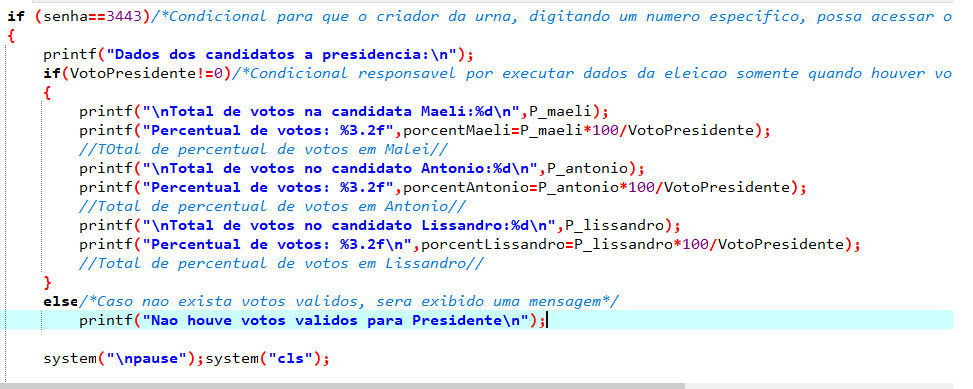 if (senha==3443)/*Condicional para que o criador da urna, digitando um numero especifico, possa acessar o
{
printf("Dados dos candidatos a presidencia:\n");
if(VotoPresidente!=0)/*Condicional responsavel por executar dados da eleicao somente quando houver vo
{
printf("\nTotal de votos na candidata Maeli:%d\n",P_maeli);
printf("Percentual de votos: %3.2f",porcentMaeli=P_maeli*100/VotoPresidente);
//TOtal de percentual de votos em Malei//
printf("\nTotal de votos no candidato Antonio:%d\n",P_antonio);
printf("Percentual de votos: %3.2f",porcentAntonio=P_antonio*100/VotoPresidente);
//Total de percentual de votos em Antonio//
printf("\nTotal de votos no candidato Lissandro:%d\n",P_lissandro);
printf("Percentual de votos: %3.2f\n",porcentLissandro=P_lissandro*100/VotoPresidente);
//Total de percentual de votos em Lissandro//
}
else/*Caso nao exista votos validos, sera exibido uma mensagem*/
printf("Nao houve votos validos para Presidente\n");
system("\npause");system("cls");